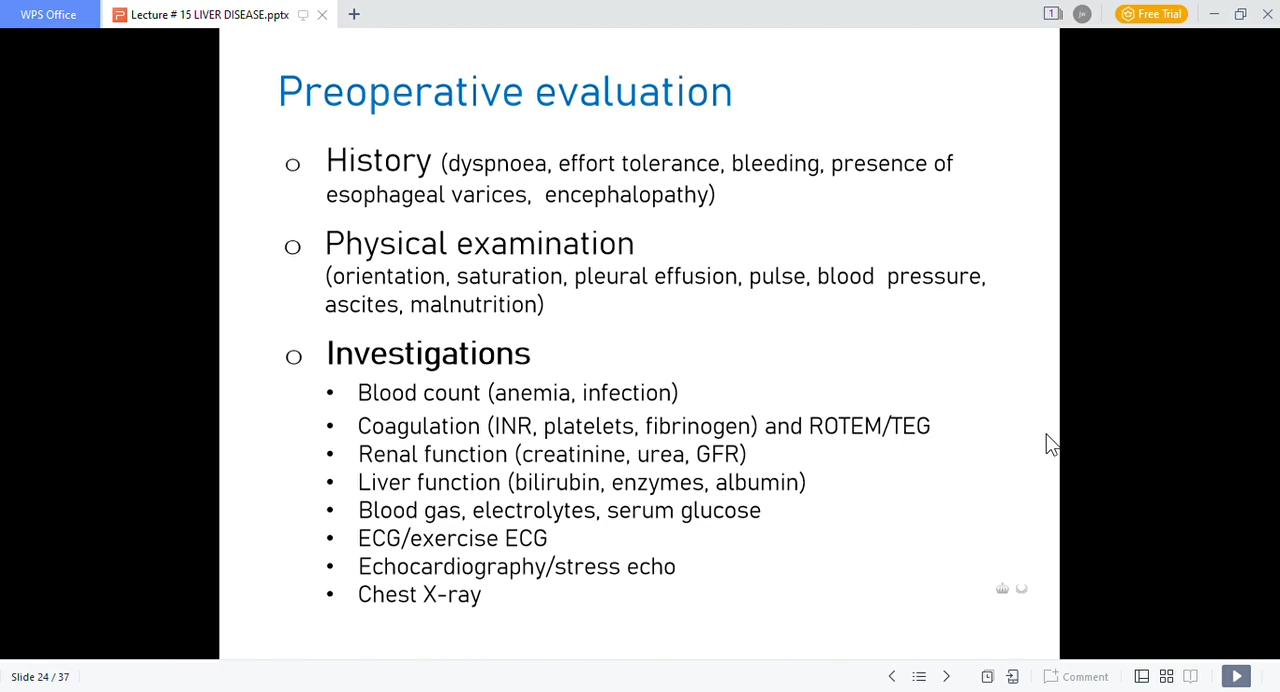 WPS Office
Lecture # 15 LIVER DISEASE.pptx
1
jw
Free Trial
Preoperative evaluation
o History (dyspnoea, effort tolerance, bleeding, presence of
esophageal varices, encephalopathy)
o Physical examination
(orientation, saturation, pleural effusion, pulse, blood pressure,
ascites, malnutrition)
o Investigations
• Blood count (anemia, infection)
• Coagulation (INR, platelets, fibrinogen) and ROTEM/TEG
• Renal function (creatinine, urea, GFR)
• Liver function (bilirubin, enzymes, albumin)
• Blood gas, electrolytes, serum glucose
• ECG/exercise ECG
• Echocardiography/stress echo
• Chest X-ray
Slide 24 / 37
Comment